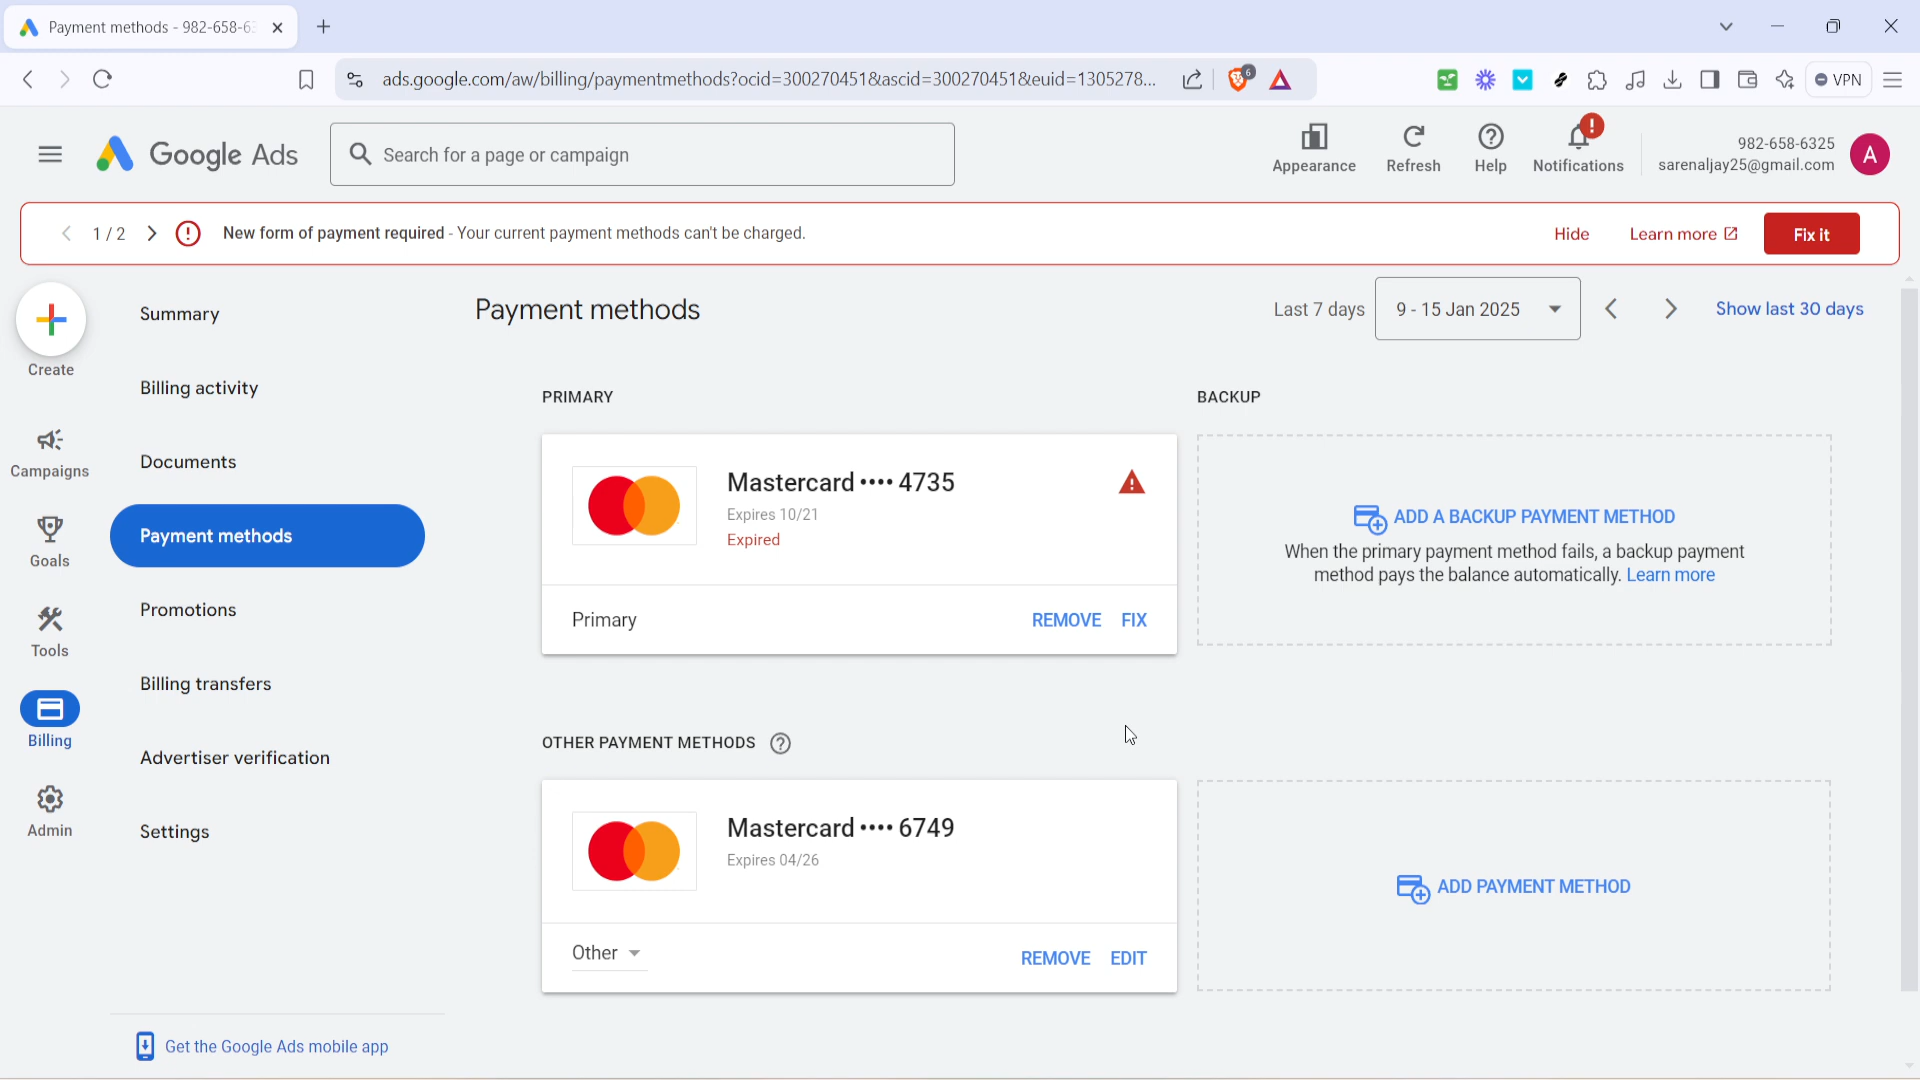 Payment methods - 982-658-63
ads.google.com/aw/billing/paymentmethods?ocid=300270451&ascid=300270451&euid=1305278...
6
VPN
Google Ads
Search for a page or campaign
Appearance
Refresh
Help
Notifications
982-658-6325
sarenaljay25@gmail.com
A
1 / 2
New form of payment required - Your current payment methods can't be charged.
Hide
Learn more
Fix it
Create
Campaigns
Goals
Tools
Billing
Admin
Summary
Billing activity
Documents
Payment methods
Promotions
Billing transfers
Advertiser verification
Settings
Get the Google Ads mobile app
Payment methods
Last 7 days
9 - 15 Jan 2025
Show last 30 days
PRIMARY
Mastercard •••• 4735
Expires 10/21
Expired
Primary
REMOVE
FIX
BACKUP
ADD A BACKUP PAYMENT METHOD
When the primary payment method fails, a backup payment
method pays the balance automatically. Learn more
OTHER PAYMENT METHODS
Mastercard •••• 6749
Expires 04/26
Other
REMOVE
EDIT
ADD PAYMENT METHOD